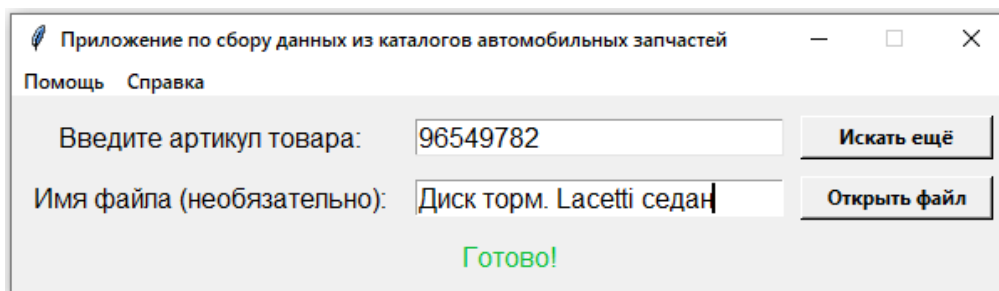 Приложение по сбору данных из каталогов автомобильных запчастей
Помощь Справка
Введите артикул товара: 96549782 Искать ещё
Имя файла (необязательно): Диск торм. Lacetti седан Открыть файл
Готово!